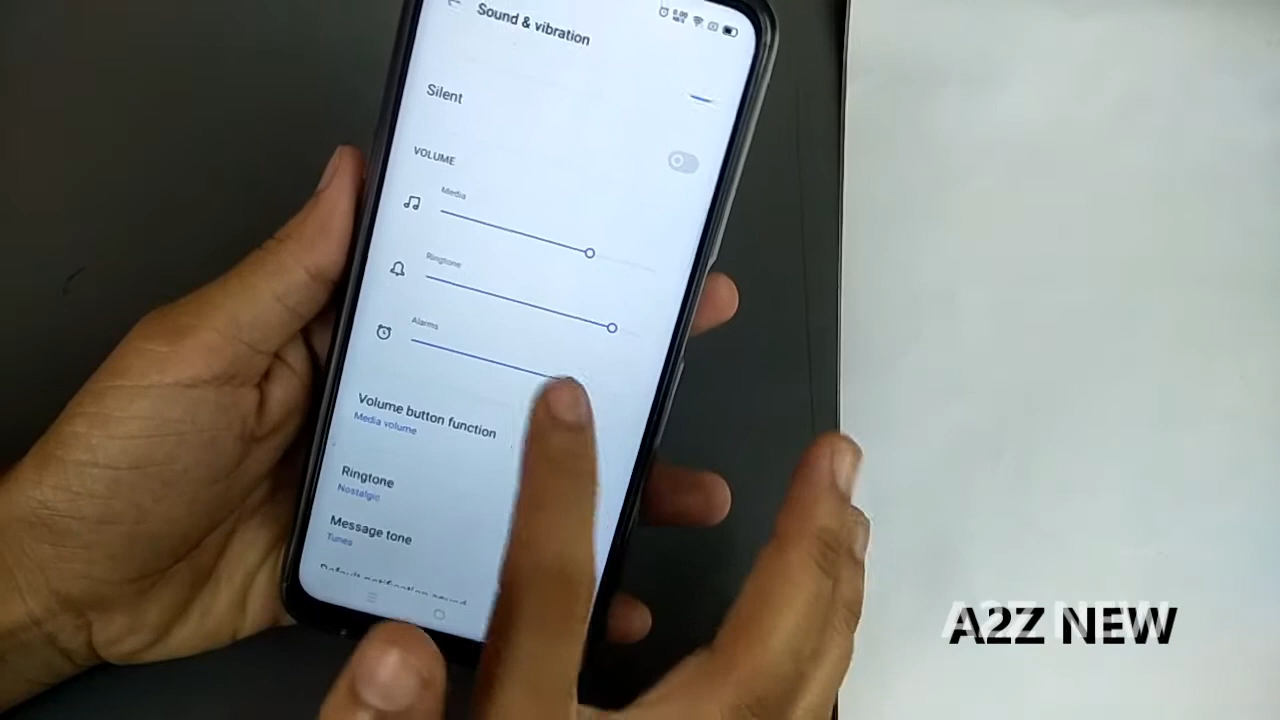 Sound & vibration
Silent
VOLUME
Media
Ringtone
Alarms
Volume button function
Media volume
Ringtone
Nostalgic
Message tone
Tunes
A2Z NEW